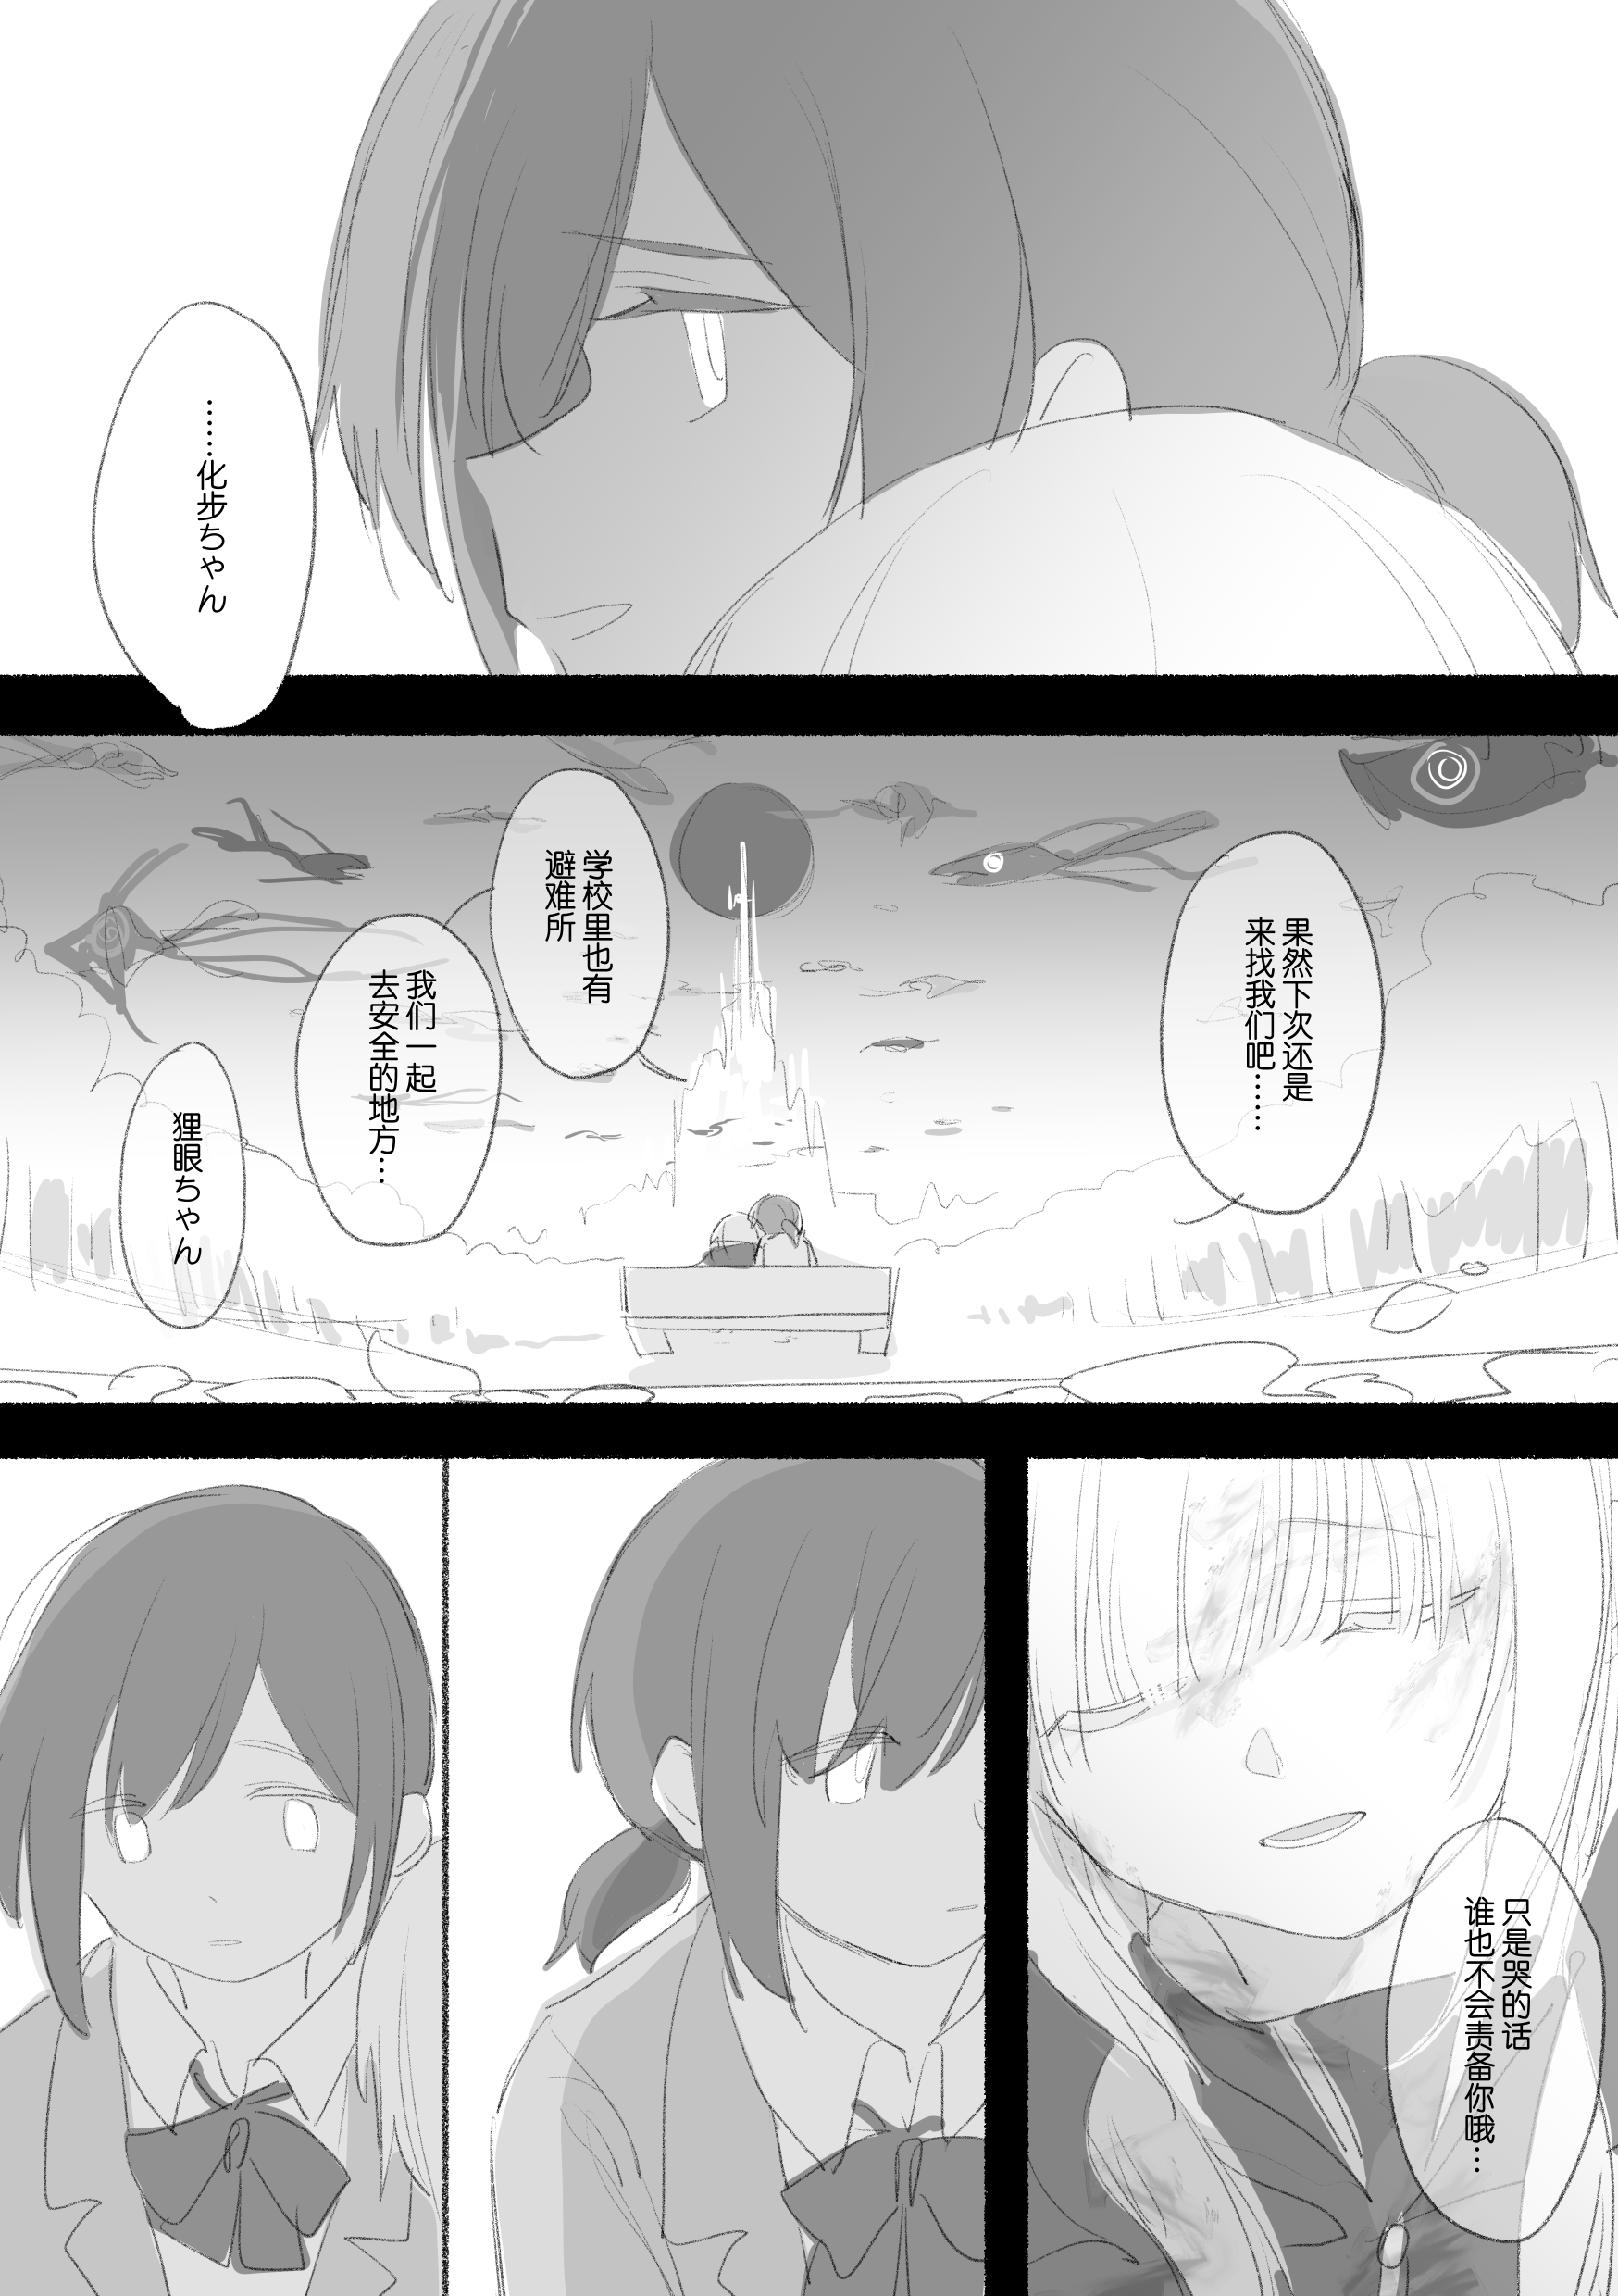 ……化步ちゃん
果然下次还是
来找我们吧……
学校里也有
避难所
我们一起
去安全的地方…
狸眼ちゃん
只是哭的话
谁也不会责备你哦…